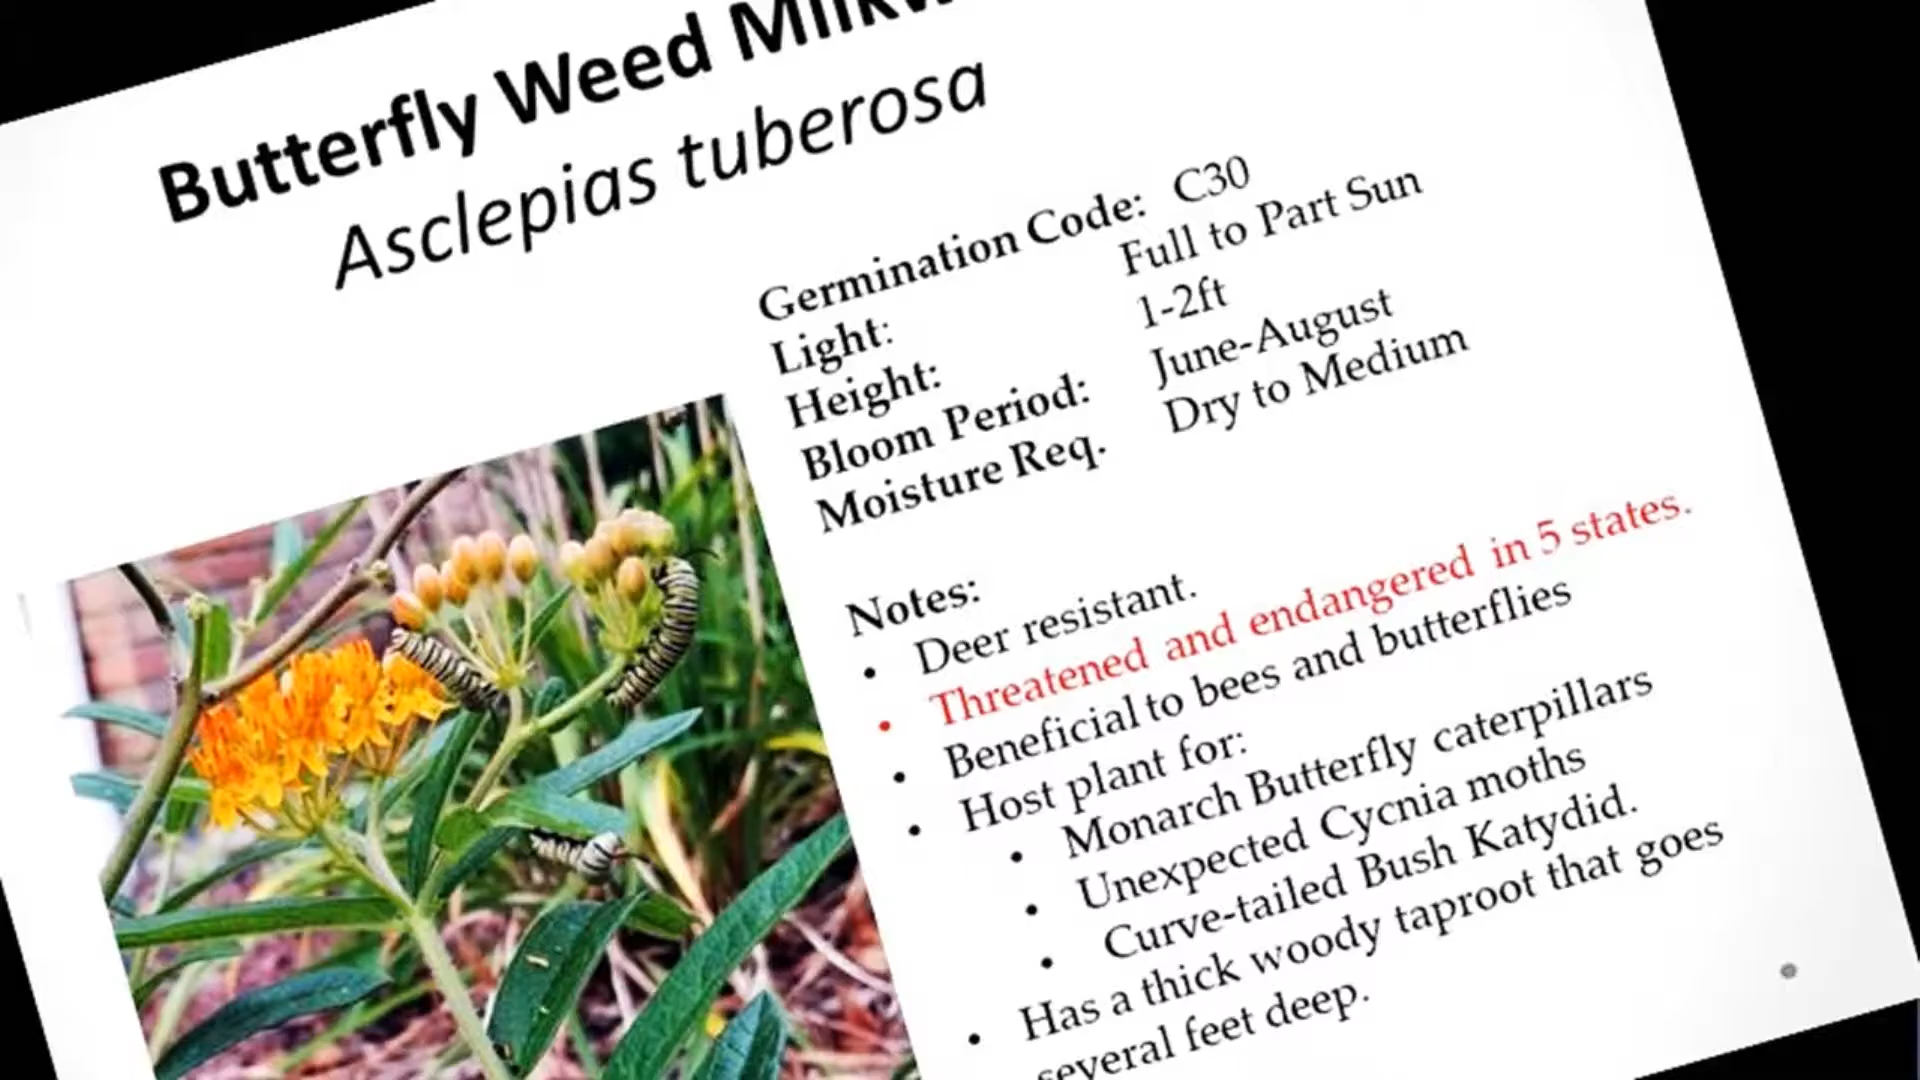 Butterfly Weed
Asclepias tuberosa
Germination Code: C30
Light: Full to Part Sun
Height: 1-2ft
Bloom Period: June-August
Moisture Req. Dry to Medium
Notes:
• Deer resistant.
• Threatened and endangered in 5 states.
• Beneficial to bees and butterflies
• Host plant for:
• Monarch Butterfly caterpillars
• Unexpected Cycnia moths
• Curve-tailed Bush Katydid.
• Has a thick woody taproot that goes
several feet deep.